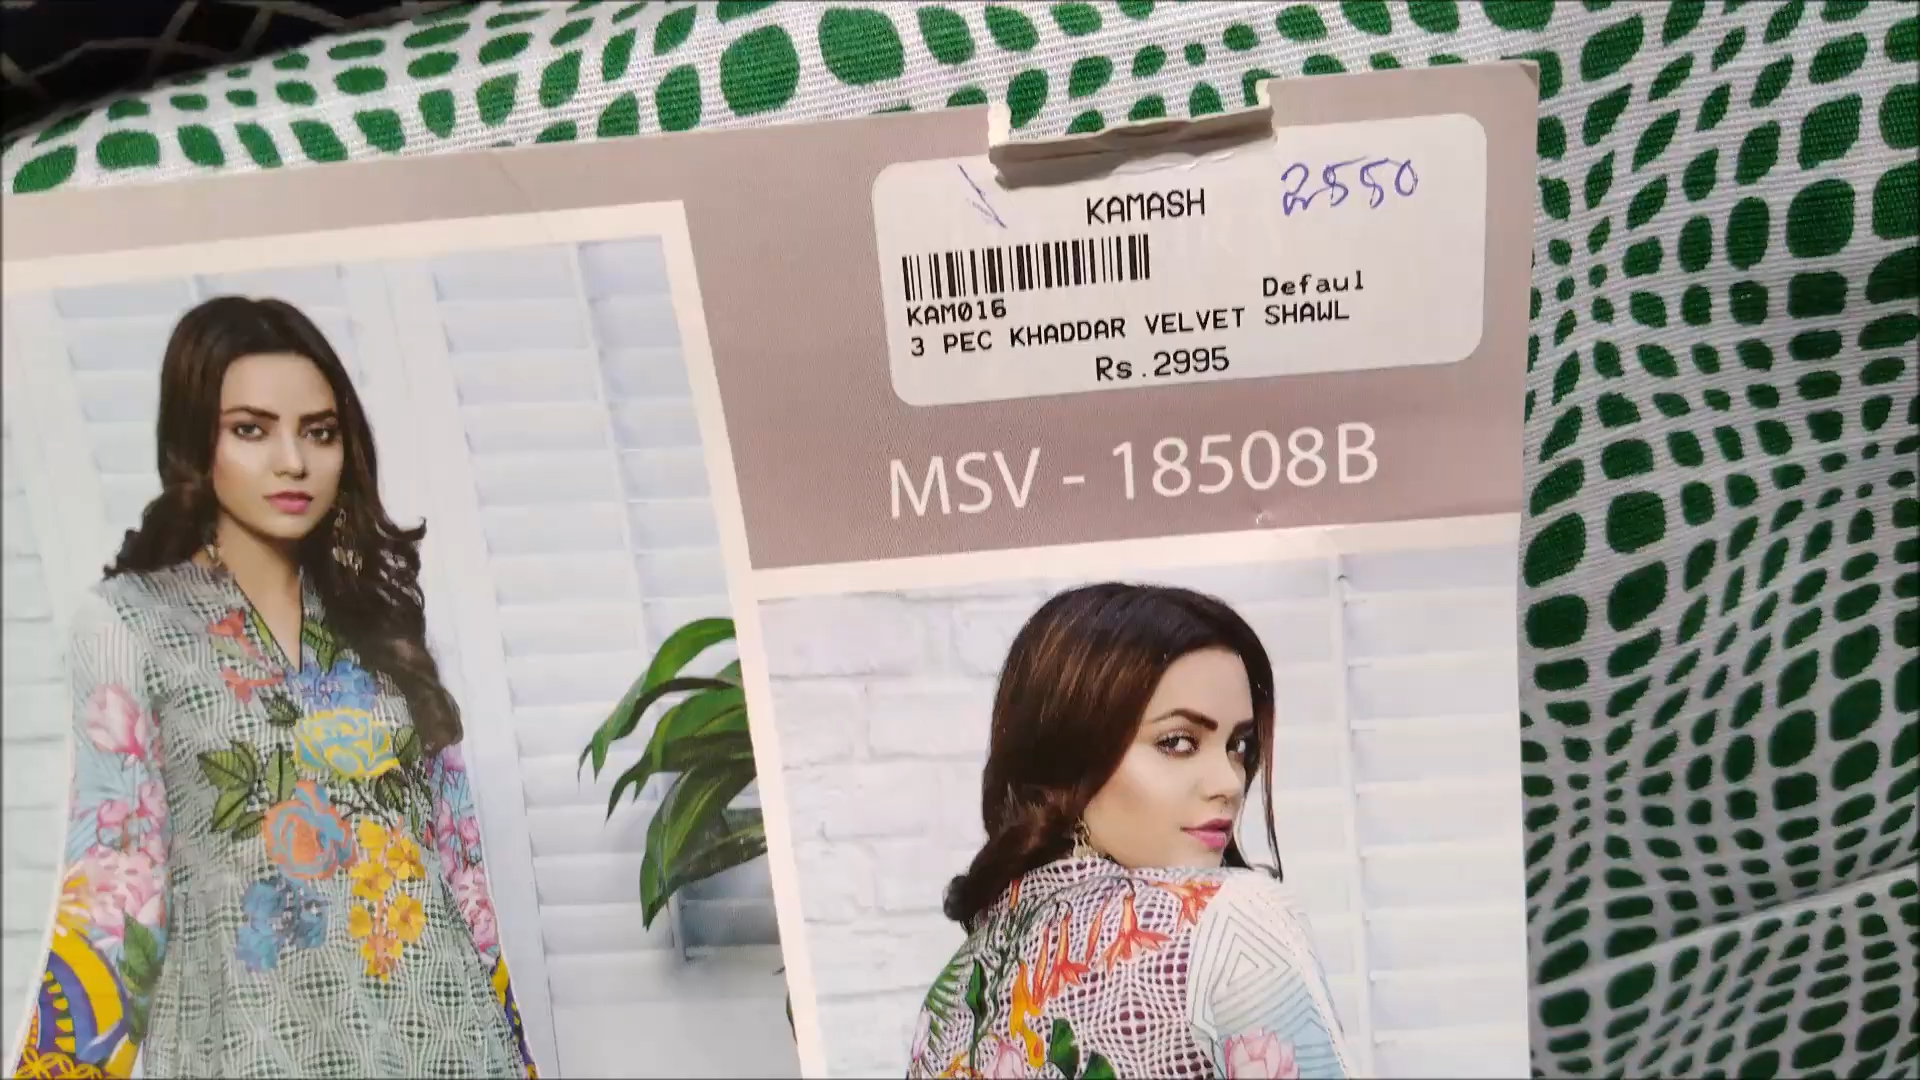 KAMASH 2550
Defaul
KAM016
3 PEC KHADDAR VELVET SHAWL
Rs.2995
MSV - 18508B